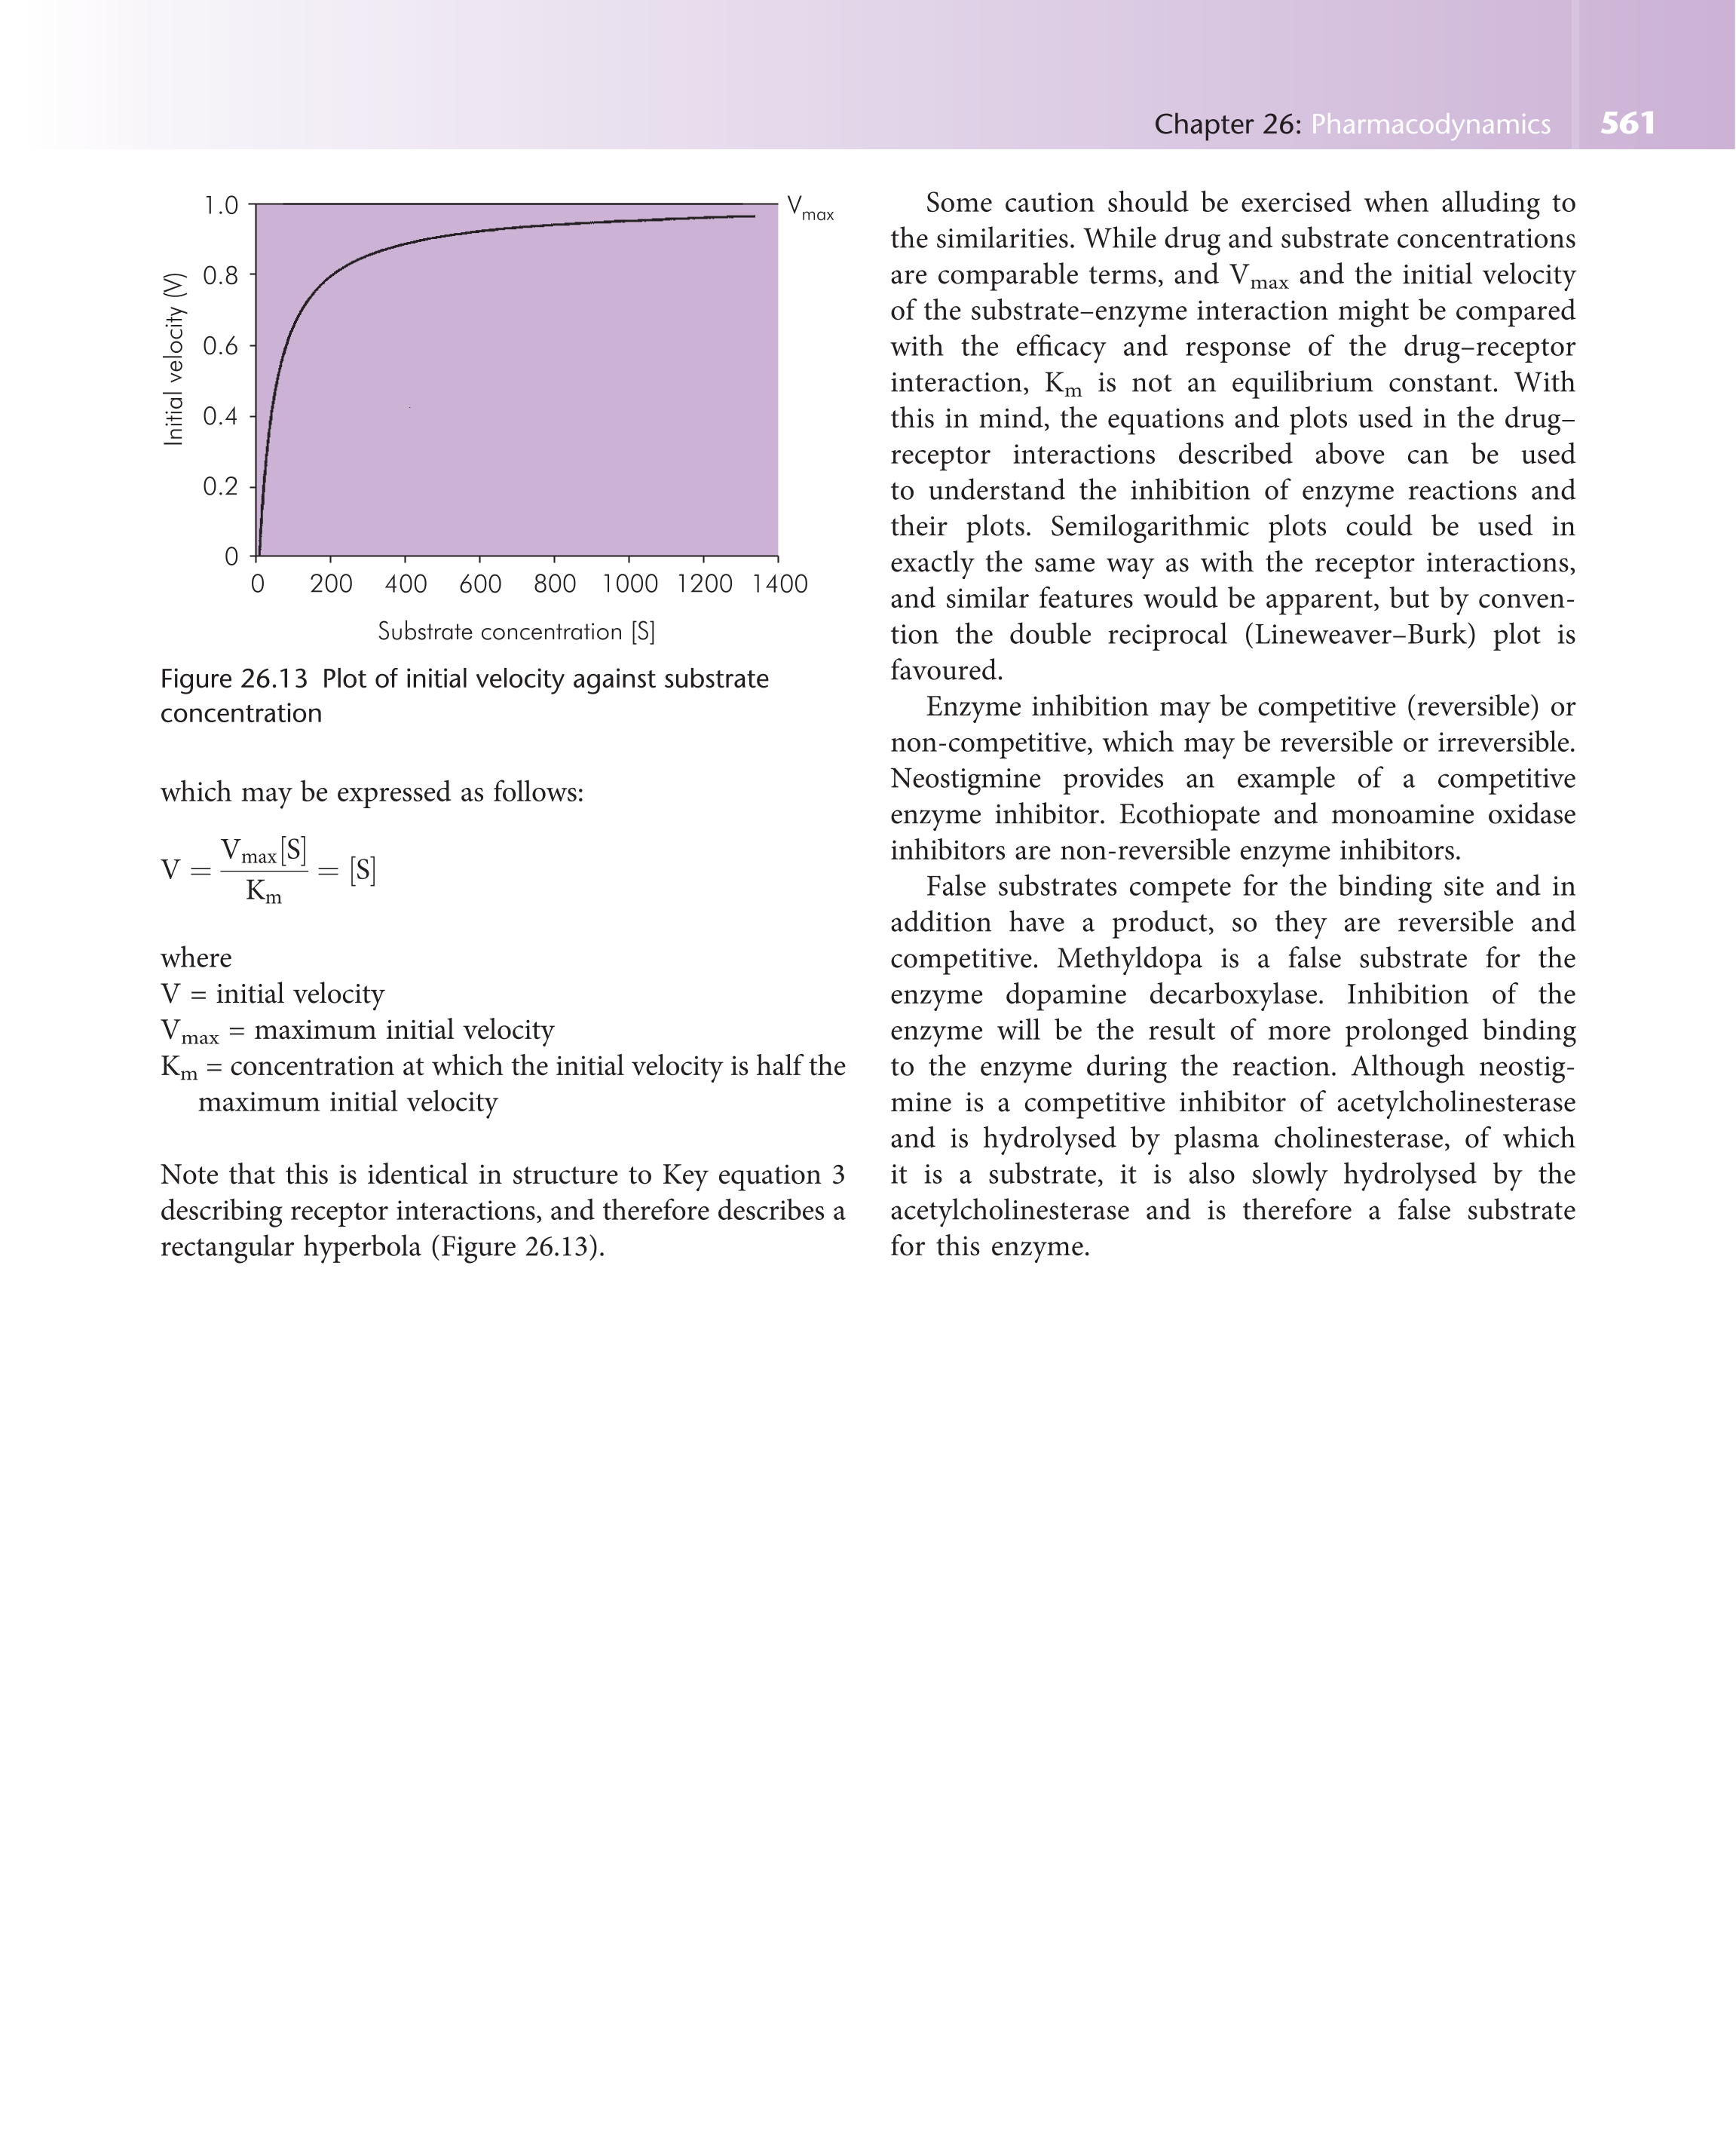 Chapter 26: Pharmacodynamics 561
1.0
0.8
0.6
0.4
0.2
0
Initial velocity (V)
Vmax
0 200 400 600 800 1000 1200 1400
Substrate concentration [S]
Figure 26.13 Plot of initial velocity against substrate
concentration
which may be expressed as follows:
V = Vmax[S] / Km = [S]
where
V = initial velocity
Vmax = maximum initial velocity
Km = concentration at which the initial velocity is half the
maximum initial velocity
Note that this is identical in structure to Key equation 3
describing receptor interactions, and therefore describes a
rectangular hyperbola (Figure 26.13).
Some caution should be exercised when alluding to
the similarities. While drug and substrate concentrations
are comparable terms, and Vmax and the initial velocity
of the substrate–enzyme interaction might be compared
with the efficacy and response of the drug–receptor
interaction, Km is not an equilibrium constant. With
this in mind, the equations and plots used in the drug–
receptor interactions described above can be used
to understand the inhibition of enzyme reactions and
their plots. Semilogarithmic plots could be used in
exactly the same way as with the receptor interactions,
and similar features would be apparent, but by conven-
tion the double reciprocal (Lineweaver–Burk) plot is
favoured.
Enzyme inhibition may be competitive (reversible) or
non-competitive, which may be reversible or irreversible.
Neostigmine provides an example of a competitive
enzyme inhibitor. Ecothiopate and monoamine oxidase
inhibitors are non-reversible enzyme inhibitors.
False substrates compete for the binding site and in
addition have a product, so they are reversible and
competitive. Methyldopa is a false substrate for the
enzyme dopamine decarboxylase. Inhibition of the
enzyme will be the result of more prolonged binding
to the enzyme during the reaction. Although neostig-
mine is a competitive inhibitor of acetylcholinesterase
and is hydrolysed by plasma cholinesterase, of which
it is a substrate, it is also slowly hydrolysed by the
acetylcholinesterase and is therefore a false substrate
for this enzyme.